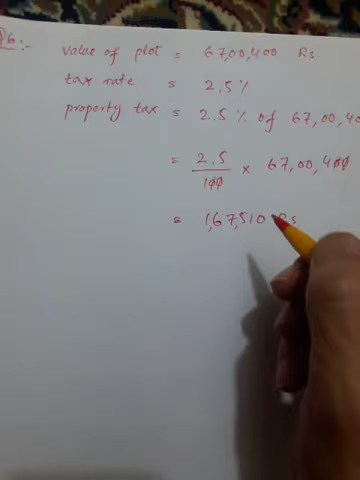 Q6:- value of plot = 67,00,400 Rs
tax rate = 2.5%
property tax = 2.5% of 67,00,40
= 2.5/100 × 67,00,400
= 1,67,510 Rs